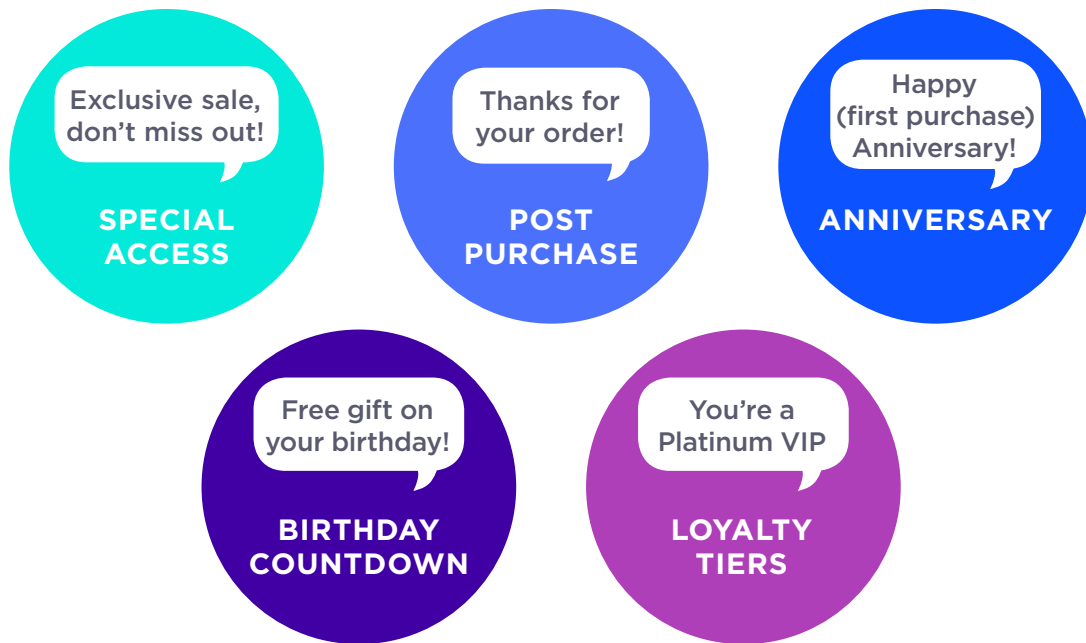 Exclusive sale,
don’t miss out!
SPECIAL
ACCESS
Thanks for
your order!
POST
PURCHASE
Happy
(first purchase)
Anniversary!
ANNIVERSARY
Free gift on
your birthday!
BIRTHDAY
COUNTDOWN
You’re a
Platinum VIP
LOYALTY
TIERS